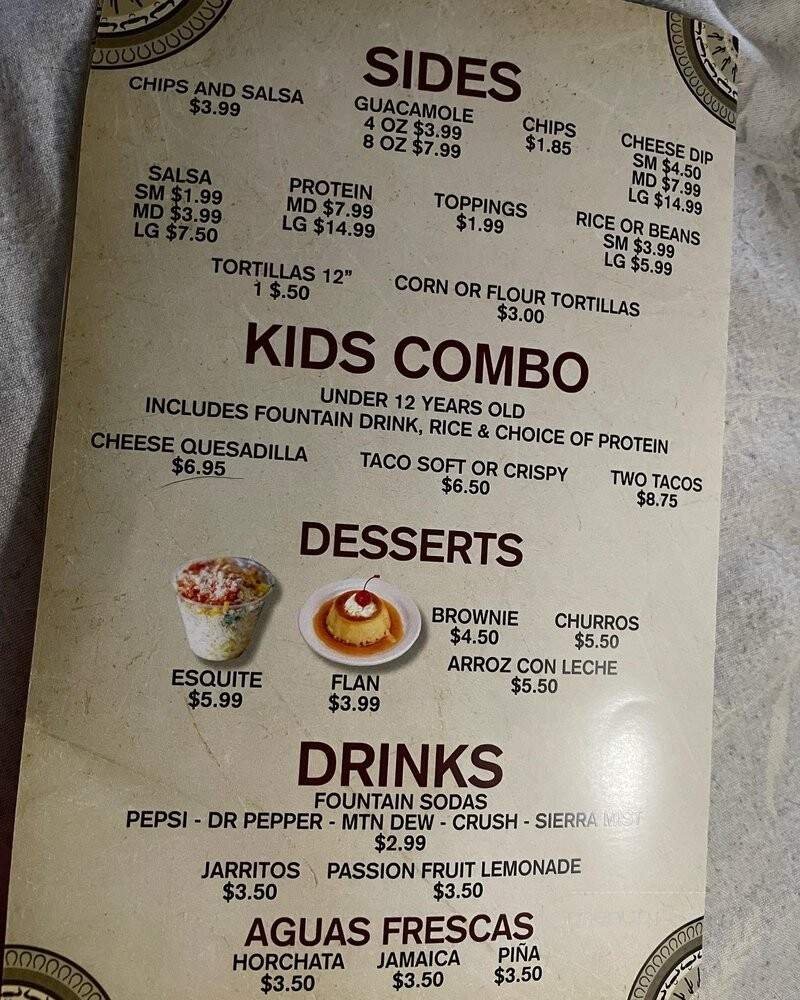 SIDES
CHIPS AND SALSA
$3.99
GUACAMOLE
4 OZ $3.99
8 OZ $7.99
CHIPS
$1.85
CHEESE DIP
SM $4.50
MD $7.99
LG $14.99
SALSA
SM $1.99
MD $3.99
LG $7.50
PROTEIN
MD $7.99
LG $14.99
TOPPINGS
$1.99
RICE OR BEANS
SM $3.99
LG $5.99
TORTILLAS 12"
1 $.50
CORN OR FLOUR TORTILLAS
$3.00
KIDS COMBO
UNDER 12 YEARS OLD
INCLUDES FOUNTAIN DRINK, RICE & CHOICE OF PROTEIN
CHEESE QUESADILLA
$6.95
TACO SOFT OR CRISPY
$6.50
TWO TACOS
$8.75
DESSERTS
ESQUITE
$5.99
FLAN
$3.99
BROWNIE
$4.50
CHURROS
$5.50
ARROZ CON LECHE
$5.50
DRINKS
FOUNTAIN SODAS
PEPSI - DR PEPPER - MTN DEW - CRUSH - SIERRA MIST
$2.99
JARRITOS
$3.50
PASSION FRUIT LEMONADE
$3.50
AGUAS FRESCAS
HORCHATA
$3.50
JAMAICA
$3.50
PIÑA
$3.50